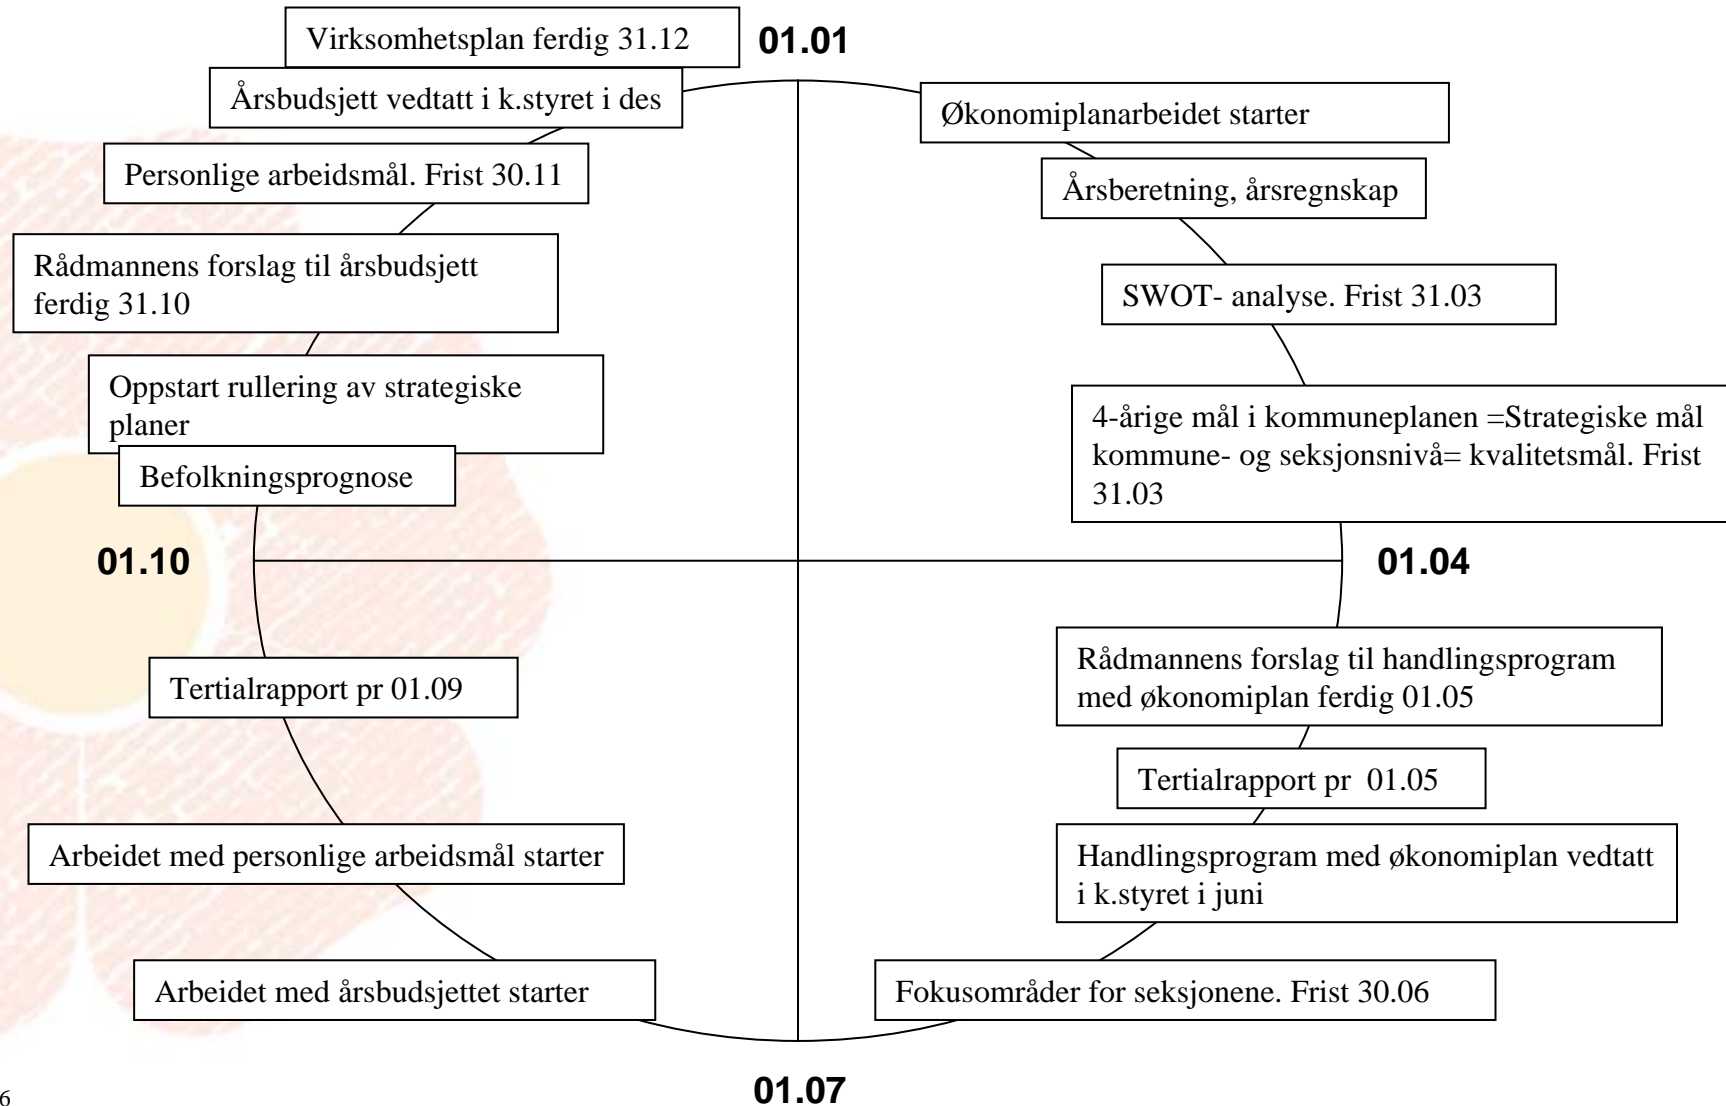 01.01
Virksomhetsplan ferdig 31.12
Årsbudsjett vedtatt i k.styret i des
Personlige arbeidsmål. Frist 30.11
Rådmannens forslag til årsbudsjett
ferdig 31.10
Oppstart rullering av strategiske
planer
Befolkningsprognose
01.10
Økonomiplanarbeidet starter
Årsberetning, årsregnskap
SWOT- analyse. Frist 31.03
4-årige mål i kommuneplanen =Strategiske mål
kommune- og seksjonsnivå= kvalitetsmål. Frist
31.03
01.04
Tertialrapport pr 01.09
Arbeidet med personlige arbeidsmål starter
Arbeidet med årsbudsjettet starter
Rådmannens forslag til handlingsprogram
med økonomiplan ferdig 01.05
Tertialrapport pr  01.05
Handlingsprogram med økonomiplan vedtatt
i k.styret i juni
Fokusområder for seksjonene. Frist 30.06
01.07
6